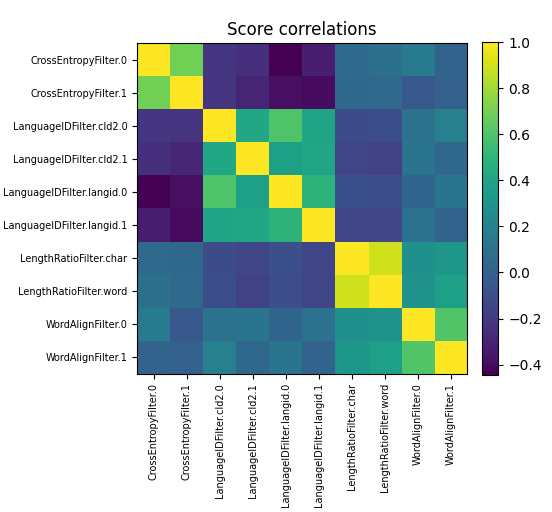 Score correlations
CrossEntropyFilter.0
CrossEntropyFilter.1
LanguageIDFilter.cld2.0
LanguageIDFilter.cld2.1
LanguageIDFilter.langid.0
LanguageIDFilter.langid.1
LengthRatioFilter.char
LengthRatioFilter.word
WordAlignFilter.0
WordAlignFilter.1
CrossEntropyFilter.0
CrossEntropyFilter.1
LanguageIDFilter.cld2.0
LanguageIDFilter.cld2.1
LanguageIDFilter.langid.0
LanguageIDFilter.langid.1
LengthRatioFilter.char
LengthRatioFilter.word
WordAlignFilter.0
WordAlignFilter.1
1.0
0.8
0.6
0.4
0.2
0.0
−0.2
−0.4